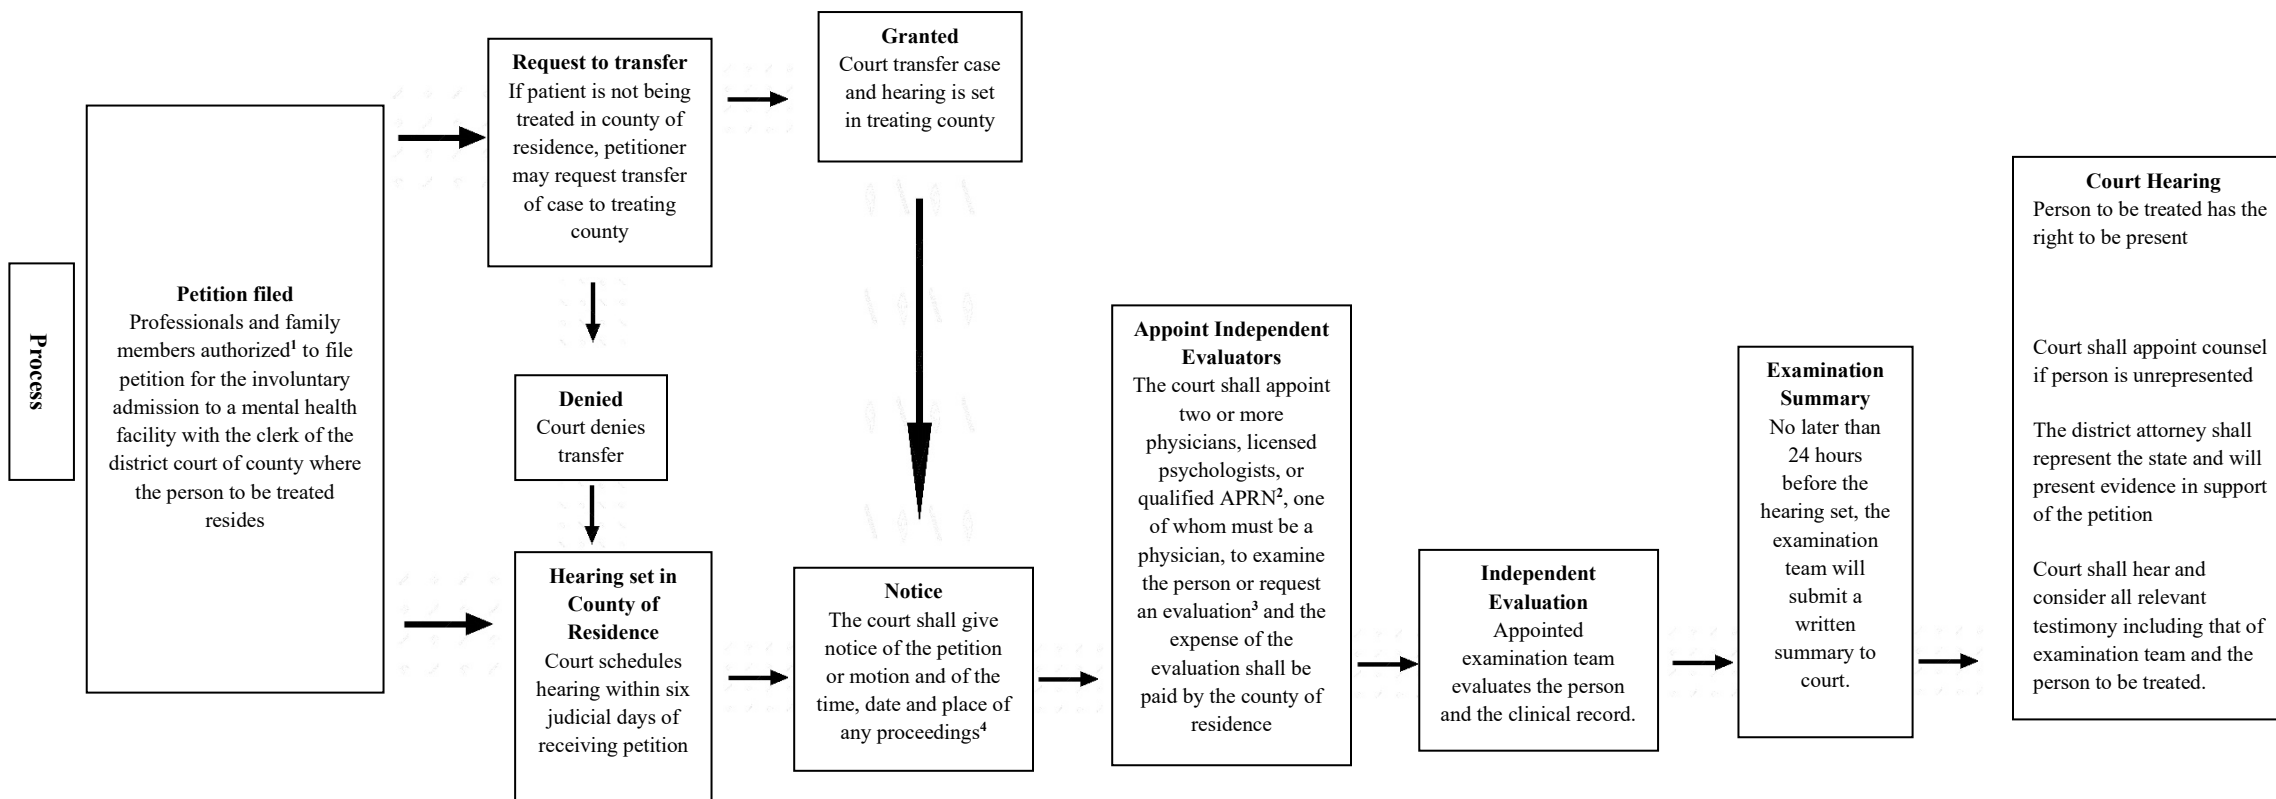 Process
Petition filed
Professionals and family
members authorized¹ to file
petition for the involuntary
admission to a mental health
facility with the clerk of the
district court of county where
the person to be treated
resides
Request to transfer
If patient is not being
treated in county of
residence, petitioner
may request transfer
of case to treating
county
Granted
Court transfer case
and hearing is set
in treating county
Denied
Court denies
transfer
Hearing set in
County of
Residence
Court schedules
hearing within six
judicial days of
receiving petition
Notice
The court shall give
notice of the petition
or motion and of the
time, date and place of
any proceedings⁴
Appoint Independent
Evaluators
The court shall appoint
two or more
physicians, licensed
psychologists, or
qualified APRN², one
of whom must be a
physician, to examine
the person or request
an evaluation³ and the
expense of the
evaluation shall be
paid by the county of
residence
Independent
Evaluation
Appointed
examination team
evaluates the person
and the clinical record.
Examination
Summary
No later than
24 hours
before the
hearing set, the
examination
team will
submit a
written
summary to
court.
Court Hearing
Person to be treated has the
right to be present
Court shall appoint counsel
if person is unrepresented
The district attorney shall
represent the state and will
present evidence in support
of the petition
Court shall hear and
consider all relevant
testimony including that of
examination team and the
person to be treated.